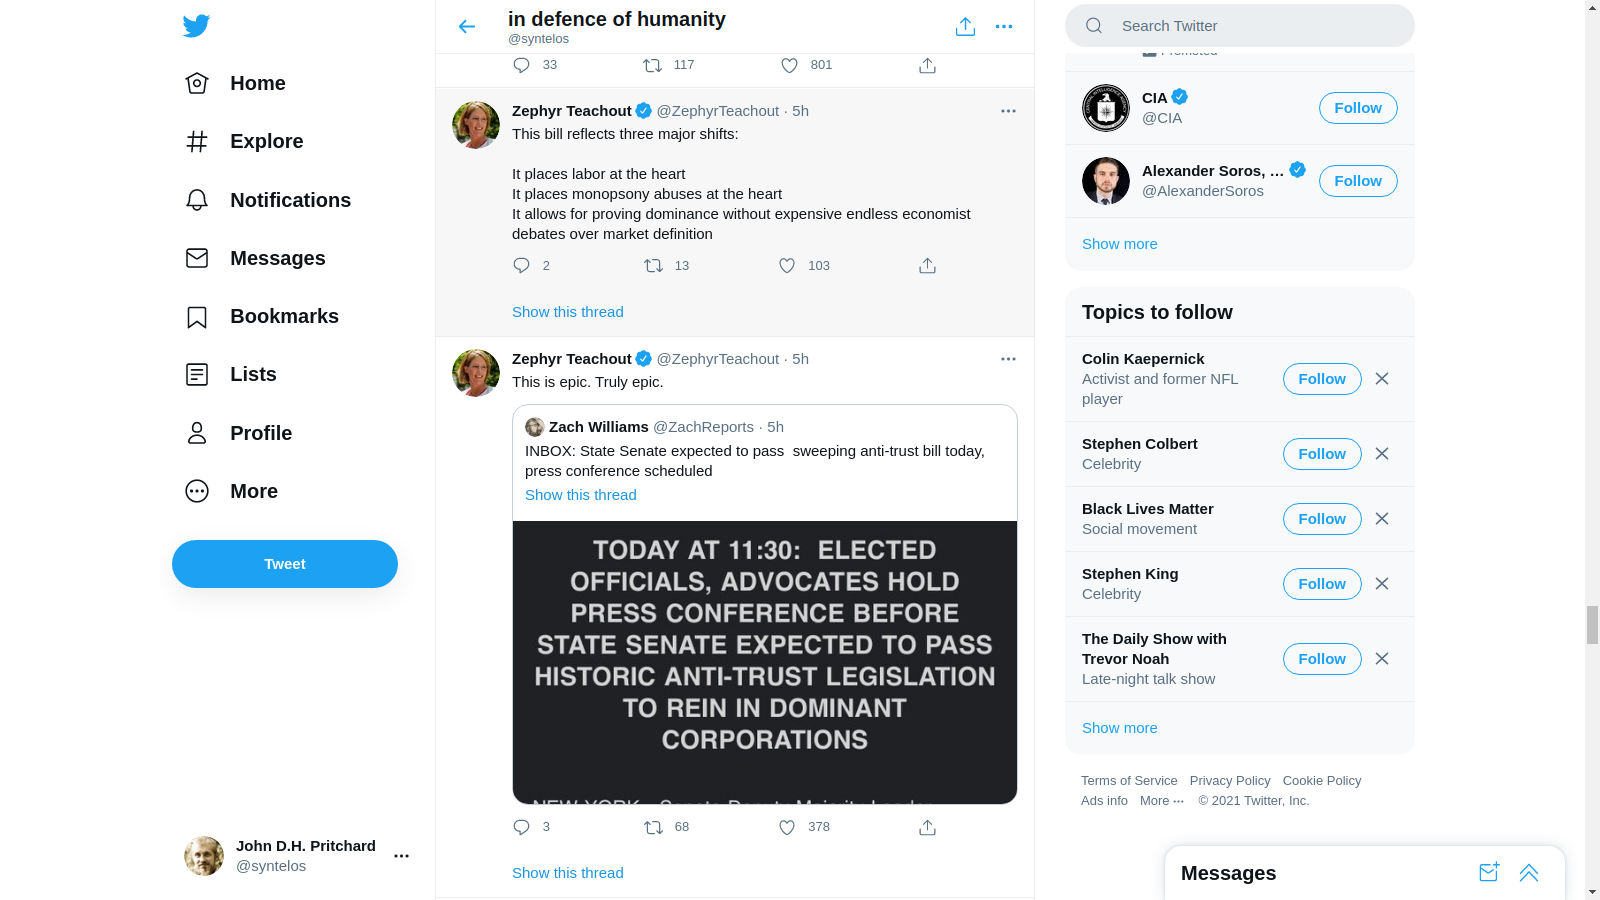 Home
Explore
Notifications
Messages
Bookmarks
Lists
Profile
More
Tweet
John D.H. Pritchard
@syntelos
in defence of humanity
@syntelos
33 117 801
Zephyr Teachout @ZephyrTeachout · 5h
This bill reflects three major shifts:
It places labor at the heart
It places monopsony abuses at the heart
It allows for proving dominance without expensive endless economist
debates over market definition
2 13 103
Show this thread
Zephyr Teachout @ZephyrTeachout · 5h
This is epic. Truly epic.
Zach Williams @ZachReports · 5h
INBOX: State Senate expected to pass  sweeping anti-trust bill today,
press conference scheduled
Show this thread
TODAY AT 11:30:  ELECTED
OFFICIALS, ADVOCATES HOLD
PRESS CONFERENCE BEFORE
STATE SENATE EXPECTED TO PASS
HISTORIC ANTI-TRUST LEGISLATION
TO REIN IN DOMINANT
CORPORATIONS
3 68 378
Show this thread
Search Twitter
CIA
@CIA
Follow
Alexander Soros, …
@AlexanderSoros
Follow
Show more
Topics to follow
Colin Kaepernick
Activist and former NFL
player
Follow
Stephen Colbert
Celebrity
Follow
Black Lives Matter
Social movement
Follow
Stephen King
Celebrity
Follow
The Daily Show with
Trevor Noah
Late-night talk show
Follow
Show more
Terms of Service Privacy Policy Cookie Policy
Ads info More ··· © 2021 Twitter, Inc.
Messages